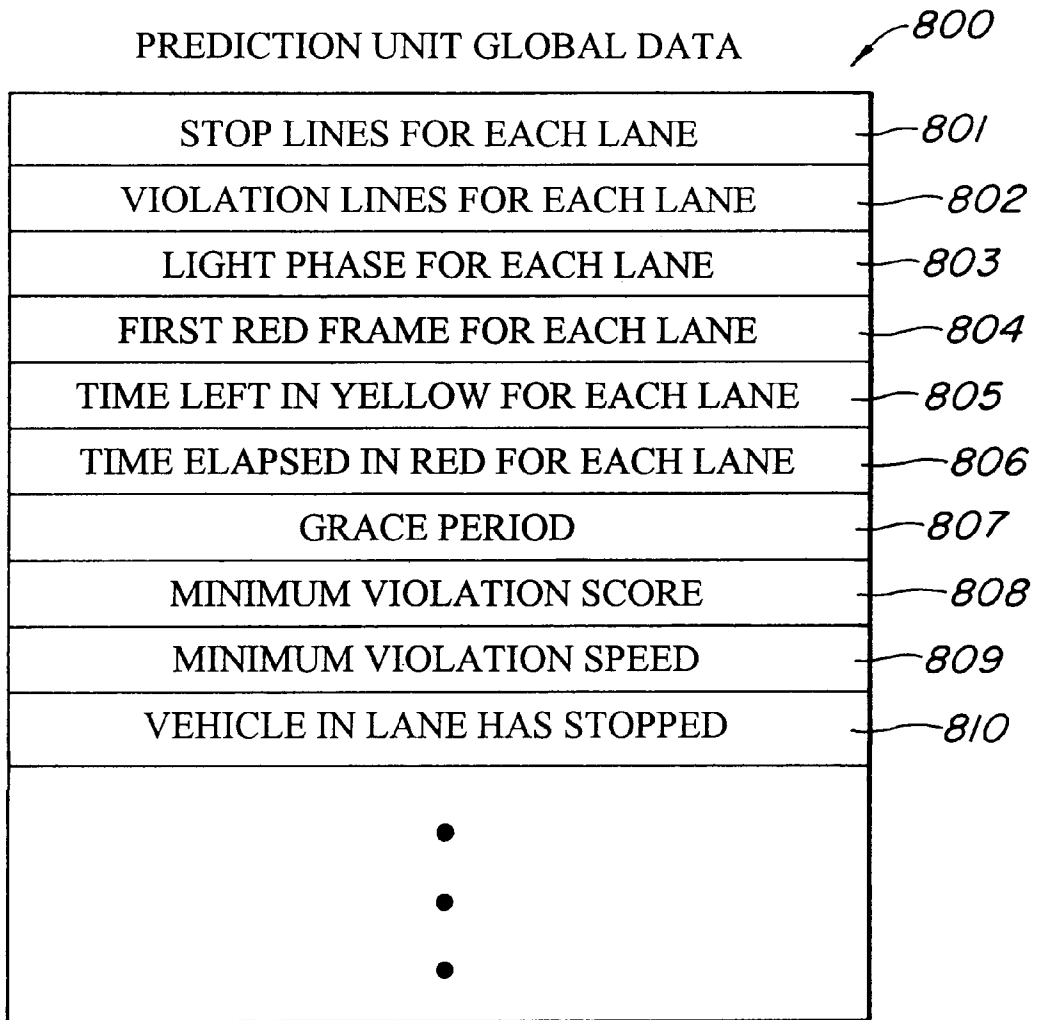 PREDICTION UNIT GLOBAL DATA 800
STOP LINES FOR EACH LANE 801
VIOLATION LINES FOR EACH LANE 802
LIGHT PHASE FOR EACH LANE 803
FIRST RED FRAME FOR EACH LANE 804
TIME LEFT IN YELLOW FOR EACH LANE 805
TIME ELAPSED IN RED FOR EACH LANE 806
GRACE PERIOD 807
MINIMUM VIOLATION SCORE 808
MINIMUM VIOLATION SPEED 809
VEHICLE IN LANE HAS STOPPED 810